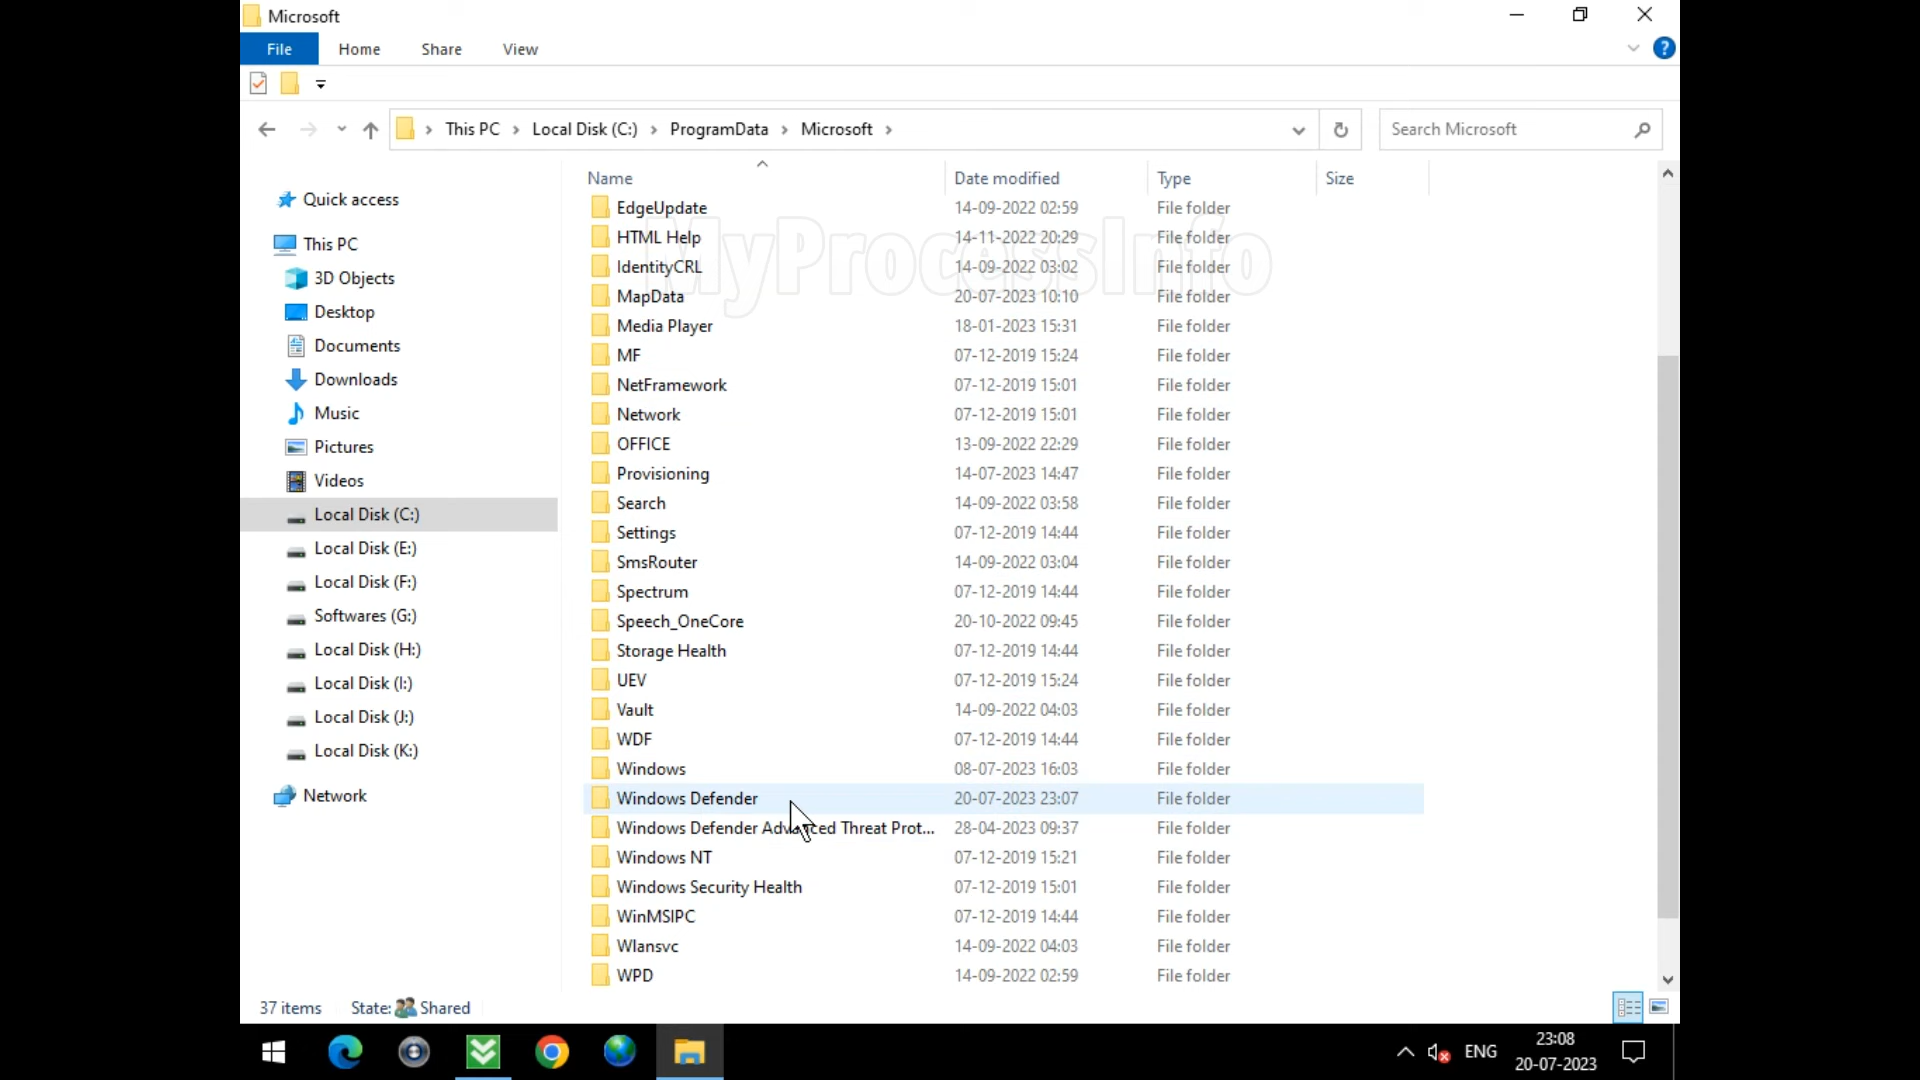 Microsoft
File Home Share View
?
This PC Local Disk (C:) ProgramData Microsoft
Search Microsoft
Name Date modified Type Size
Quick access
This PC
3D Objects
Desktop
Documents
Downloads
Music
Pictures
Videos
Local Disk (C:)
Local Disk (E:)
Local Disk (F:)
Softwares (G:)
Local Disk (H:)
Local Disk (I:)
Local Disk (J:)
Local Disk (K:)
Network
EdgeUpdate 14-09-2022 02:59 File folder
HTML Help 14-11-2022 20:29 File folder
MyProcessInfo
IdentityCRL 14-09-2022 03:02 File folder
MapData 20-07-2023 10:10 File folder
Media Player 18-01-2023 15:31 File folder
MF 07-12-2019 15:24 File folder
NetFramework 07-12-2019 15:01 File folder
Network 07-12-2019 15:01 File folder
OFFICE 13-09-2022 22:29 File folder
Provisioning 14-07-2023 14:47 File folder
Search 14-09-2022 03:58 File folder
Settings 07-12-2019 14:44 File folder
SmsRouter 14-09-2022 03:04 File folder
Spectrum 07-12-2019 14:44 File folder
Speech_OneCore 20-10-2022 09:45 File folder
Storage Health 07-12-2019 14:44 File folder
UEV 07-12-2019 15:24 File folder
Vault 14-09-2022 04:03 File folder
WDF 07-12-2019 14:44 File folder
Windows 08-07-2023 16:03 File folder
Windows Defender 20-07-2023 23:07 File folder
Windows Defender Advanced Threat Prot... 28-04-2023 09:37 File folder
Windows NT 07-12-2019 15:21 File folder
Windows Security Health 07-12-2019 15:01 File folder
WinMSIPC 07-12-2019 14:44 File folder
Wlansvc 14-09-2022 04:03 File folder
WPD 14-09-2022 02:59 File folder
37 items State: Shared
ENG
23:08
20-07-2023